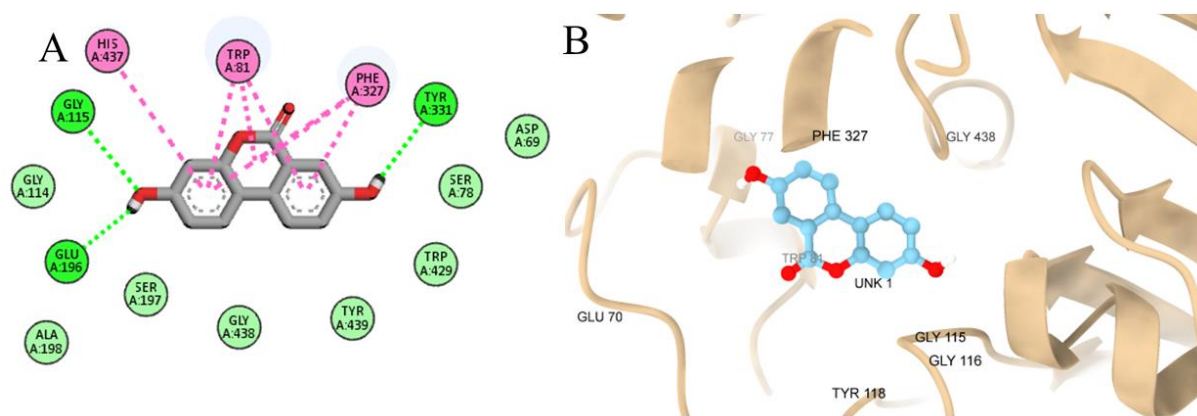 A
HIS
A:437
TRP
A:81
PHE
A:327
GLY
A:115
TYR
A:331
ASP
A:69
GLY
A:114
SER
A:78
GLU
A:196
TRP
A:429
SER
A:197
ALA
A:198
GLY
A:438
TYR
A:439
B
GLY 77
PHE 327
GLY 438
TRP 81
UNK 1
GLU 70
GLY 115
GLY 116
TYR 118